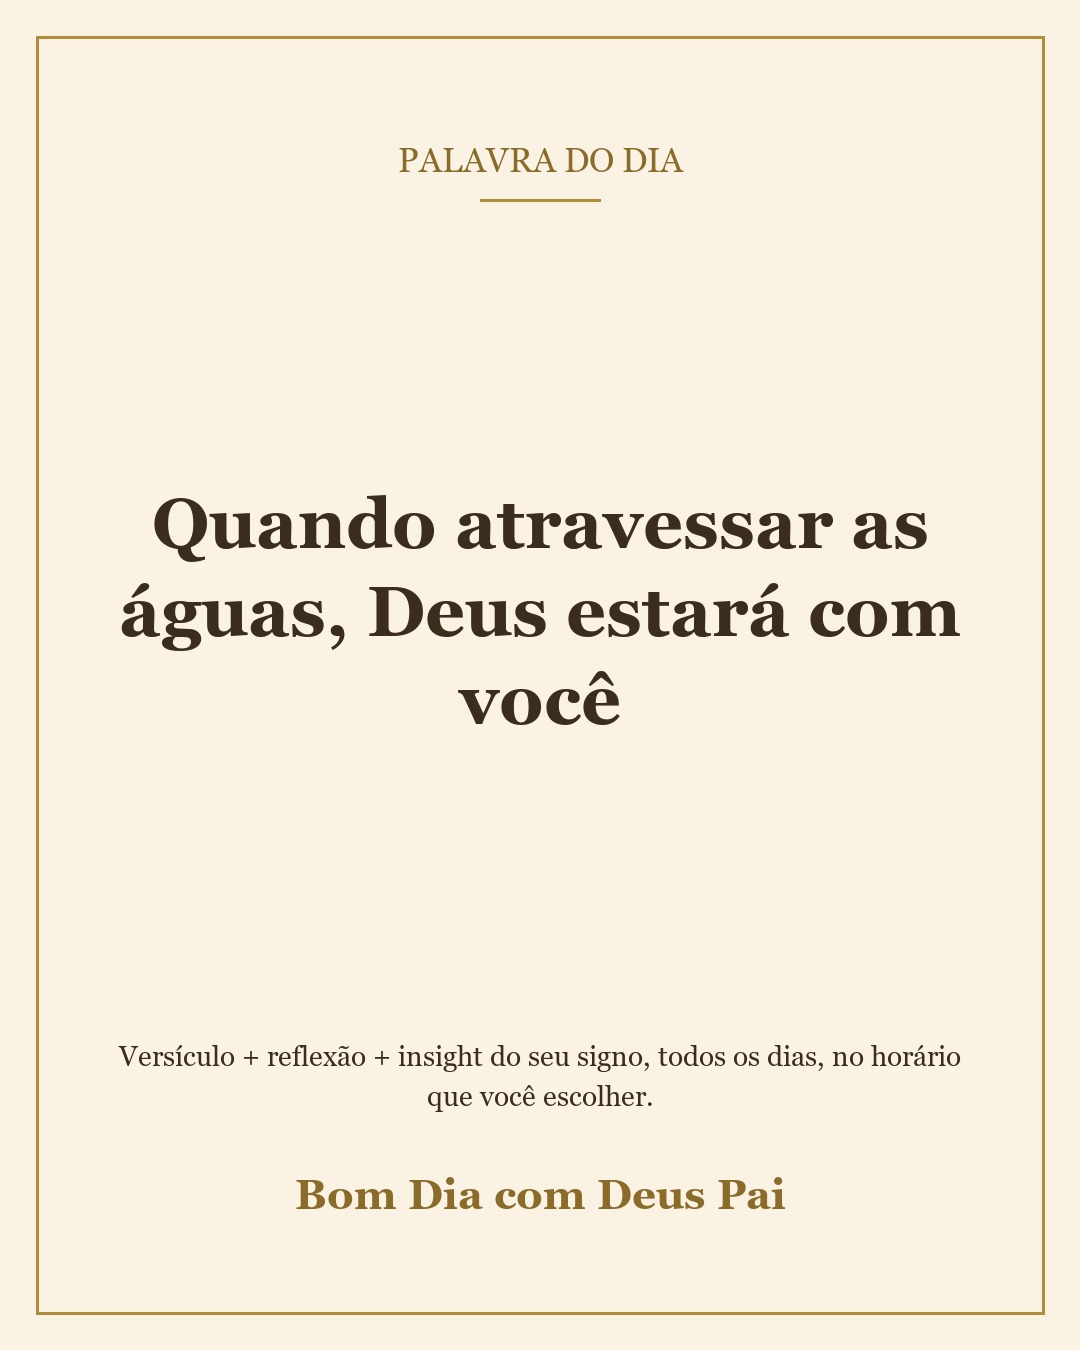 PALAVRA DO DIA
Quando atravessar as
águas, Deus estará com
você
Versículo + reflexão + insight do seu signo, todos os dias, no horário
que você escolher.
Bom Dia com Deus Pai